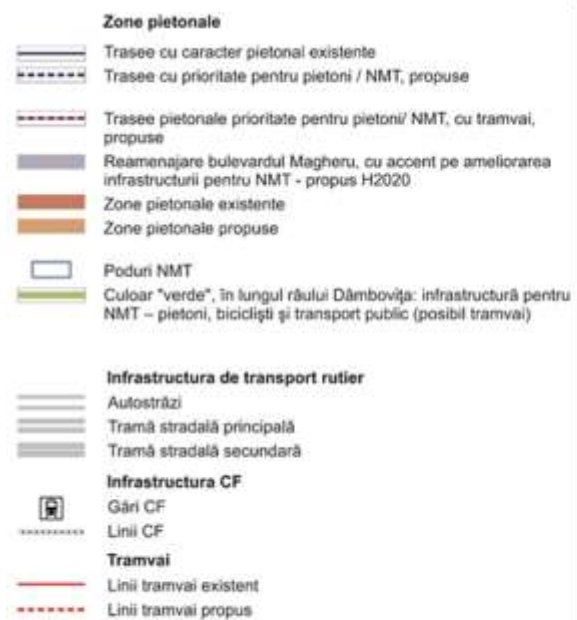 Zone pietonale
Trasee cu caracter pietonal existente
Trasee cu prioritate pentru pietoni / NMT, propuse
Trasee pietonale prioritate pentru pietoni/ NMT, cu tramvai,
propuse
Reamenajare bulevardul Magheru, cu accent pe ameliorarea
infrastructurii pentru NMT - propus H2020
Zone pietonale existente
Zone pietonale propuse
Poduri NMT
Culoar "verde", în lungul râului Dâmboviţa: infrastructură pentru
NMT – pietoni, biciclişti şi transport public (posibil tramvai)
Infrastructura de transport rutier
Autostrăzi
Tramă stradală principală
Tramă stradală secundară
Infrastructura CF
Gări CF
Linii CF
Tramvai
Linii tramvai existent
Linii tramvai propus